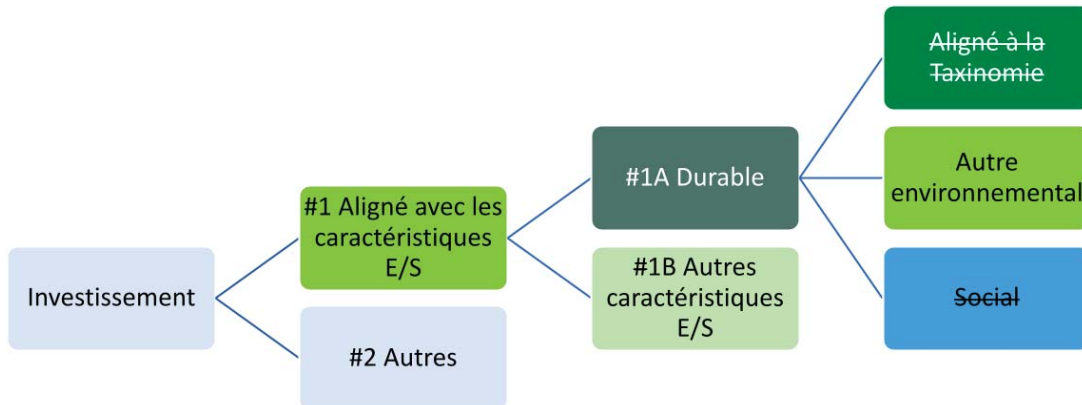 Investissement
#1 Aligné avec les
caractéristiques
E/S
#2 Autres
#1A Durable
#1B Autres
caractéristiques
E/S
Aligné à la
Taxinomie
Autre
environnemental
Social